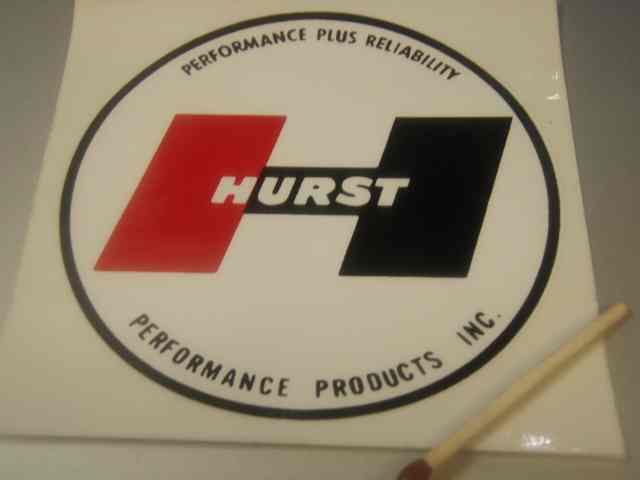 PERFORMANCE PLUS RELIABILITY
HURST
PERFORMANCE PRODUCTS INC.